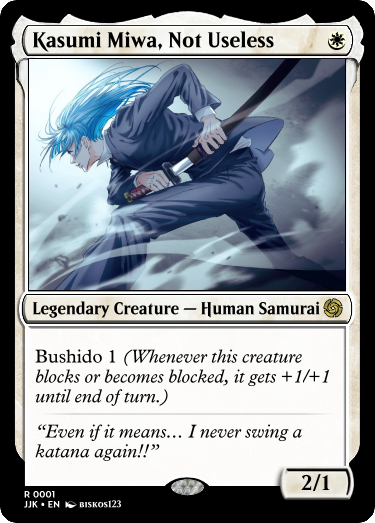 Kasumi Miwa, Not Useless
Legendary Creature — Human Samurai
Bushido 1 (Whenever this creature
blocks or becomes blocked, it gets +1/+1
until end of turn.)
“Even if it means… I never swing a
katana again!!”
2/1
R 0001
JJK • EN BISKOS123